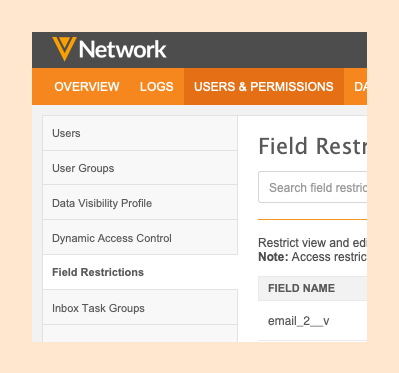 Network
OVERVIEW LOGS USERS & PERMISSIONS DA
Users
User Groups
Data Visibility Profile
Dynamic Access Control
Field Restrictions
Inbox Task Groups
Field Restr
Search field restric
Restrict view and edi
Note: Access restric
FIELD NAME
email_2__v